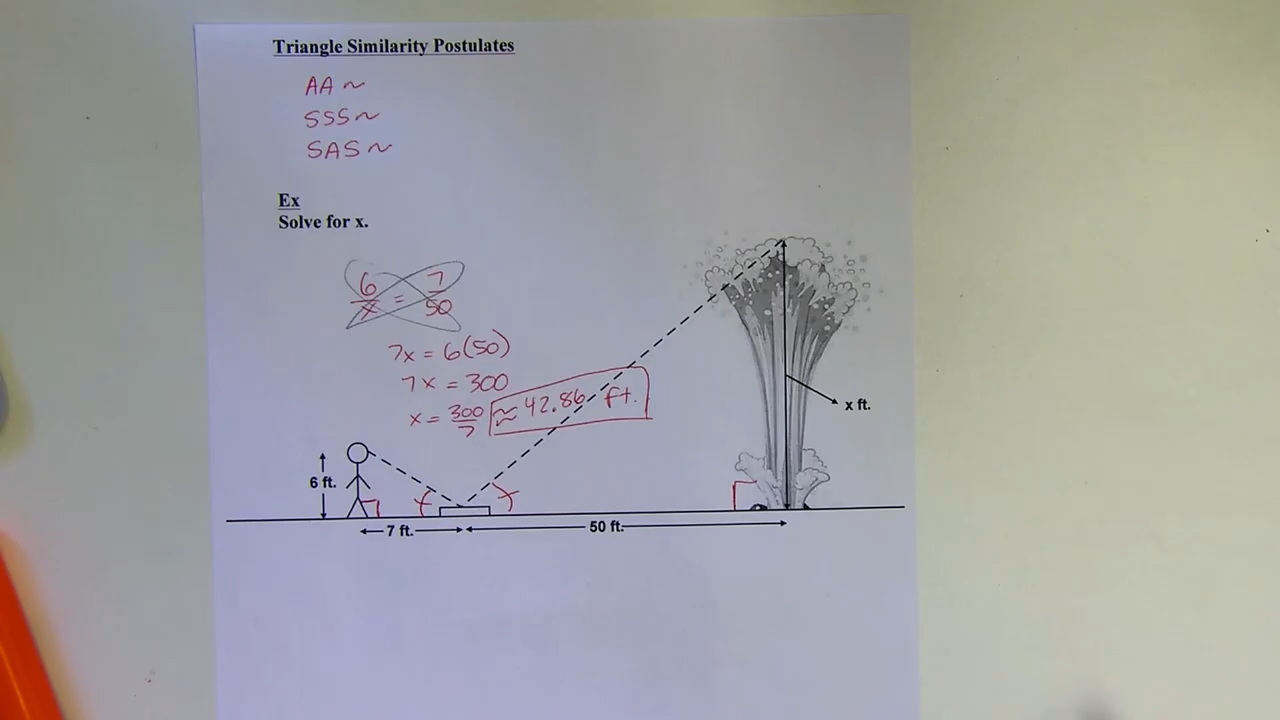 Triangle Similarity Postulates
AA ~
SSS ~
SAS ~
Ex
Solve for x.
6/x = 7/50
7x = 6(50)
7x = 300
x = 300/7 ≈ 42.86 ft.
x ft.
6 ft.
7 ft.
50 ft.